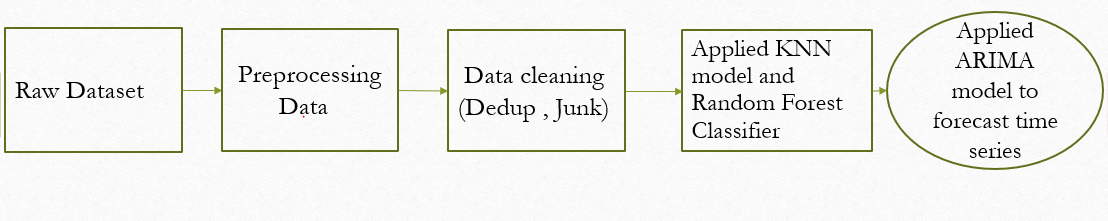 Raw Dataset
Preprocessing
Data
Data cleaning
(Dedup , Junk)
Applied KNN
model and
Random Forest
Classifier
Applied
ARIMA
model to
forecast time
series